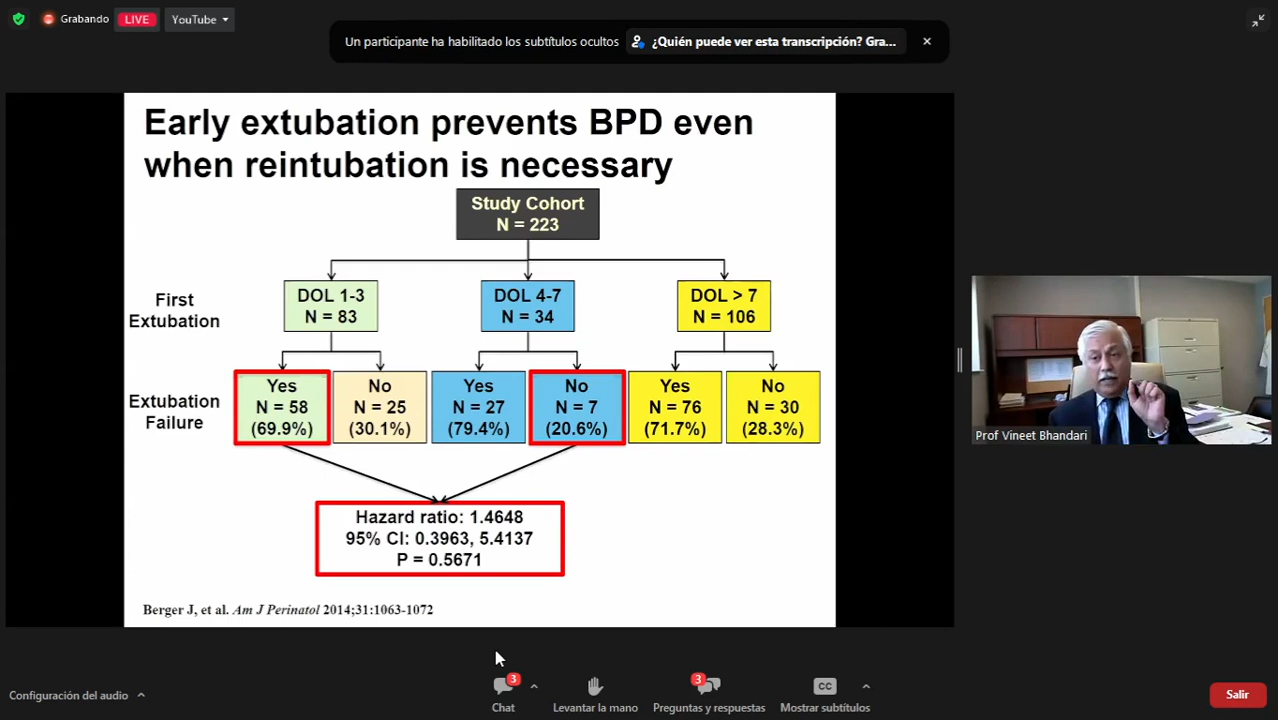 Grabando
LIVE
YouTube
Un participante ha habilitado los subtítulos ocultos
¿Quién puede ver esta transcripción? Gra...
Early extubation prevents BPD even
when reintubation is necessary
Study Cohort
N = 223
First
Extubation
DOL 1-3
N = 83
DOL 4-7
N = 34
DOL > 7
N = 106
Extubation
Failure
Yes
N = 58
(69.9%)
No
N = 25
(30.1%)
Yes
N = 27
(79.4%)
No
N = 7
(20.6%)
Yes
N = 76
(71.7%)
No
N = 30
(28.3%)
Hazard ratio: 1.4648
95% CI: 0.3963, 5.4137
P = 0.5671
Berger J, et al. Am J Perinatol 2014;31:1063-1072
Prof Vineet Bhandari
Configuración del audio
3
Chat
Levantar la mano
3
Preguntas y respuestas
CC
Mostrar subtítulos
Salir